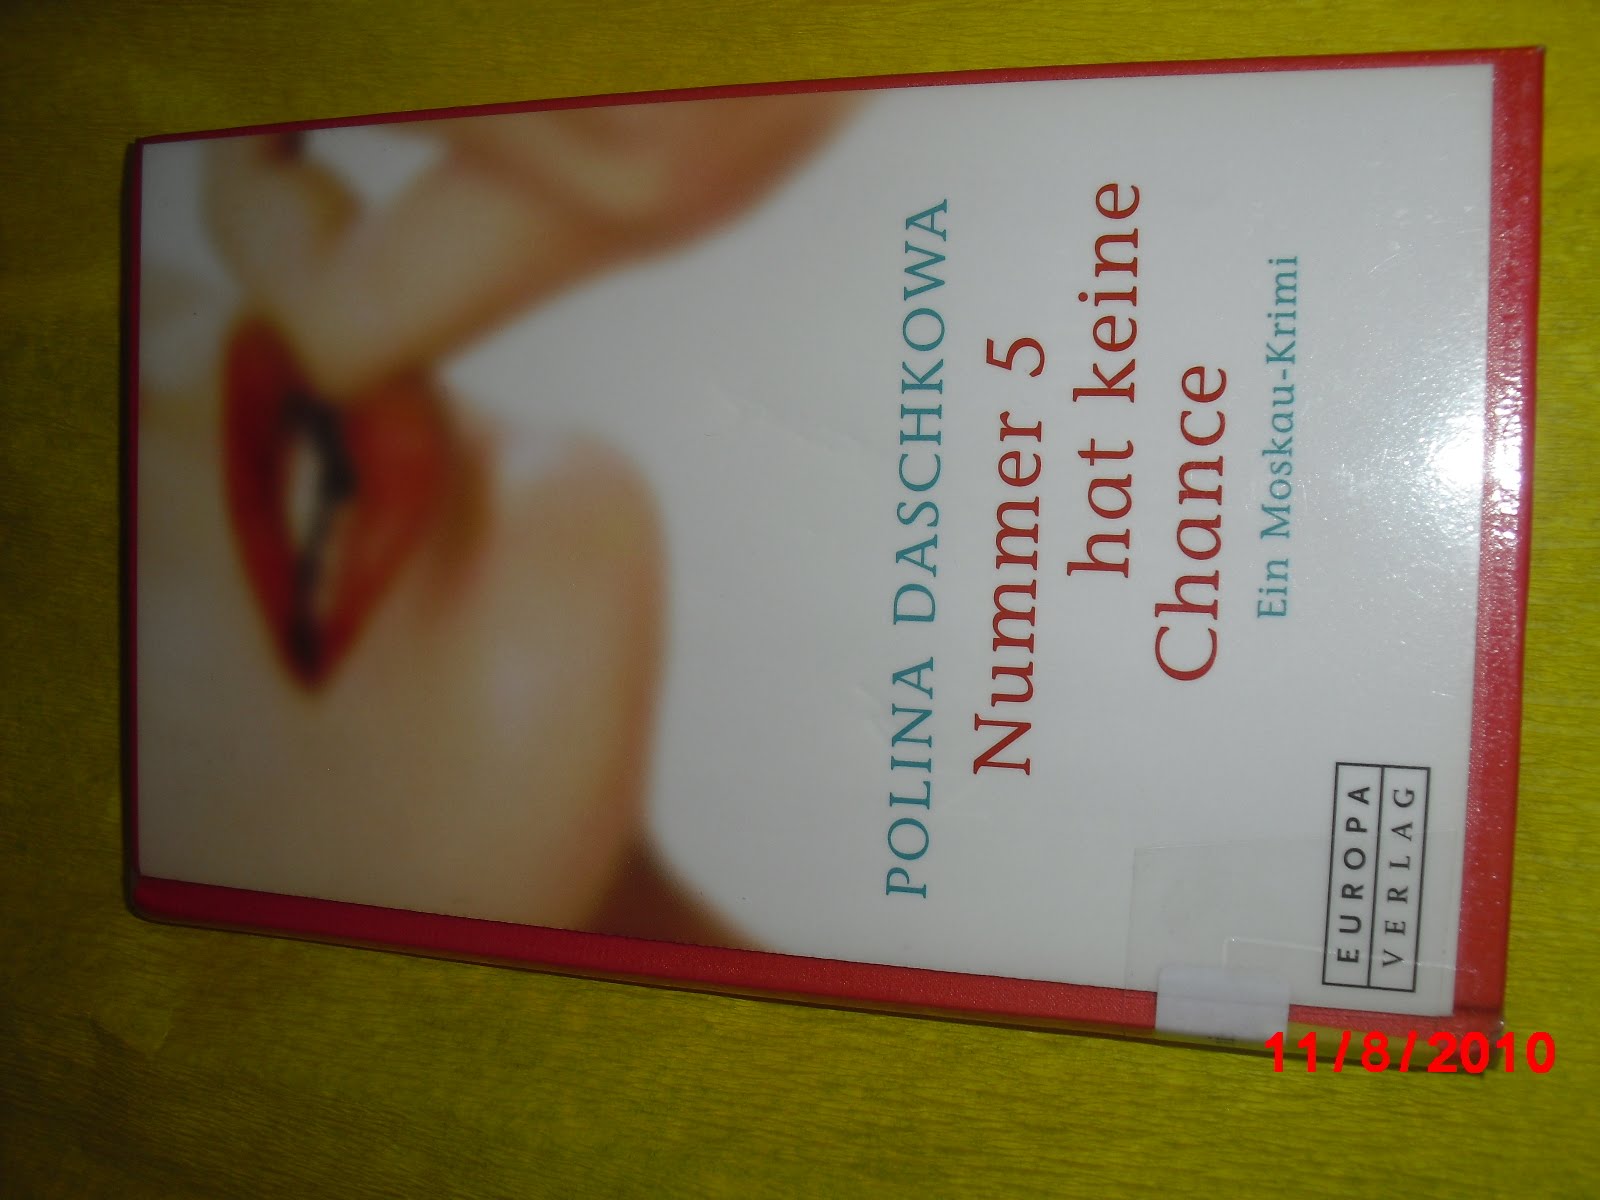 POLINA DASCHKOWA
Nummer 5
hat keine
Chance
Ein Moskau-Krimi
EUROPA
VERLAG
11/8/2010